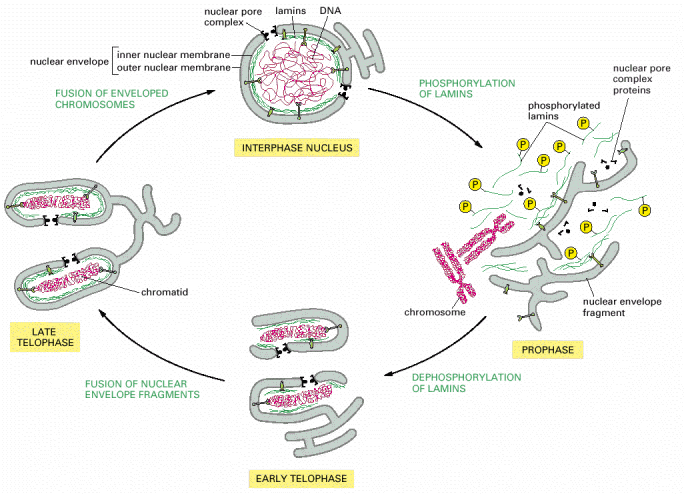 nuclear pore
complex
lamins
DNA
nuclear envelope
inner nuclear membrane
outer nuclear membrane
INTERPHASE NUCLEUS
PHOSPHORYLATION
OF LAMINS
phosphorylated
lamins
nuclear pore
complex
proteins
P
P
P
P
P
P
P
P
P
P
chromosome
nuclear envelope
fragment
PROPHASE
DEPHOSPHORYLATION
OF LAMINS
EARLY TELOPHASE
FUSION OF NUCLEAR
ENVELOPE FRAGMENTS
chromatid
LATE
TELOPHASE
FUSION OF ENVELOPED
CHROMOSOMES